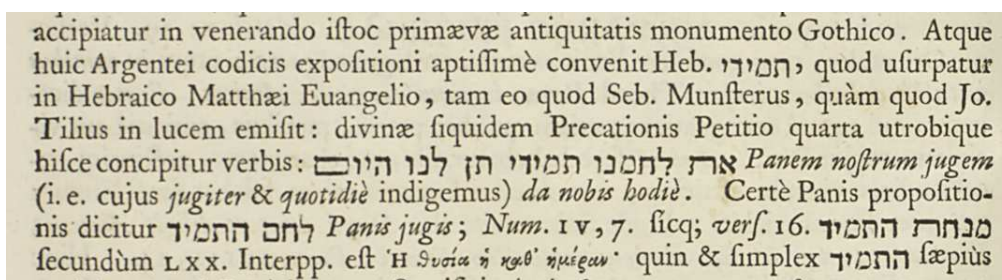 accipiatur in venerando iſtoc primævæ antiquitatis monumento Gothico. Atque
huic Argentei codicis expoſitioni aptiſſimè convenit Heb. תמידי, quod uſurpatur
in Hebraico Matthæi Euangelio, tam eo quod Seb. Munſterus, quàm quod Jo.
Tilius in lucem emiſit: divinæ ſiquidem Precationis Petitio quarta utrobique
hiſce concipitur verbis: את לחמנו תמידי תן לנו היום Panem noſtrum jugem
(i. e. cujus jugiter & quotidiè indigemus) da nobis hodiè. Certè Panis propoſitio-
nis dicitur לחם התמיד Panis jugis; Num. IV, 7. ſicq; verſ. 16. מנחת התמיד
ſecundùm LXX. Interpp. eſt Ἡ θυσία ἡ καθ' ἡμέραν· quin & ſimplex התמיד ſæpiùs